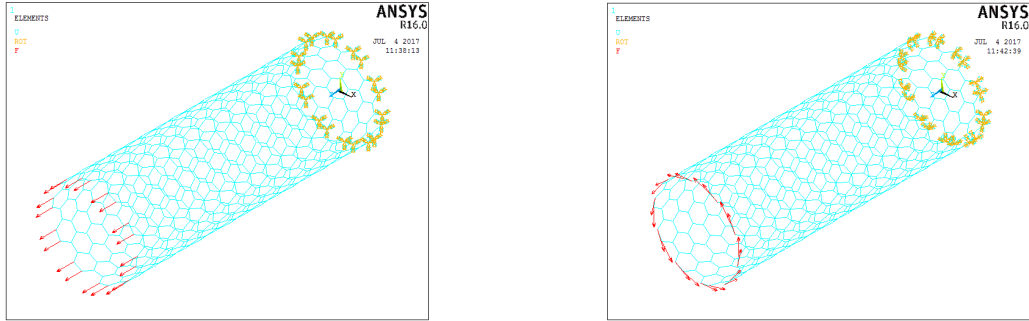 1
ELEMENTS
U
ROT
F
ANSYS
R16.0
JUL 4 2017
11:38:13
Y
Z
X
1
ELEMENTS
U
ROT
F
ANSYS
R16.0
JUL 4 2017
11:42:39
Y
Z
X